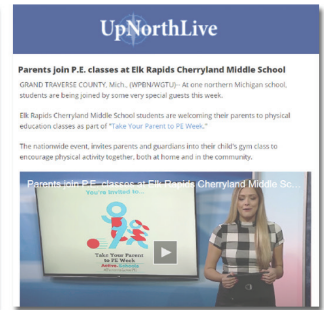 UpNorthLive
Parents join P.E. classes at Elk Rapids Cherryland Middle School
GRAND TRAVERSE COUNTY, Mich., (WPBN/WGTU)-- At one northern Michigan school,
students are being joined by some very special guests this week.
Elk Rapids Cherryland Middle School students are welcoming their parents to physical
education classes as part of "Take Your Parent to PE Week."
The nationwide event, invites parents and guardians into their child's gym class to
encourage physical activity together, both at home and in the community.
Parents join P.E. classes at Elk Rapids Cherryland Middle Sc...
You're invited to...
Take Your Parent
to PE Week